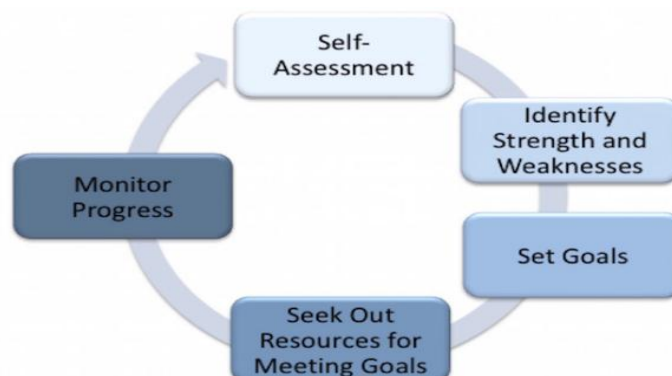 Self-
Assessment
Identify
Strength and
Weaknesses
Set Goals
Seek Out
Resources for
Meeting Goals
Monitor
Progress